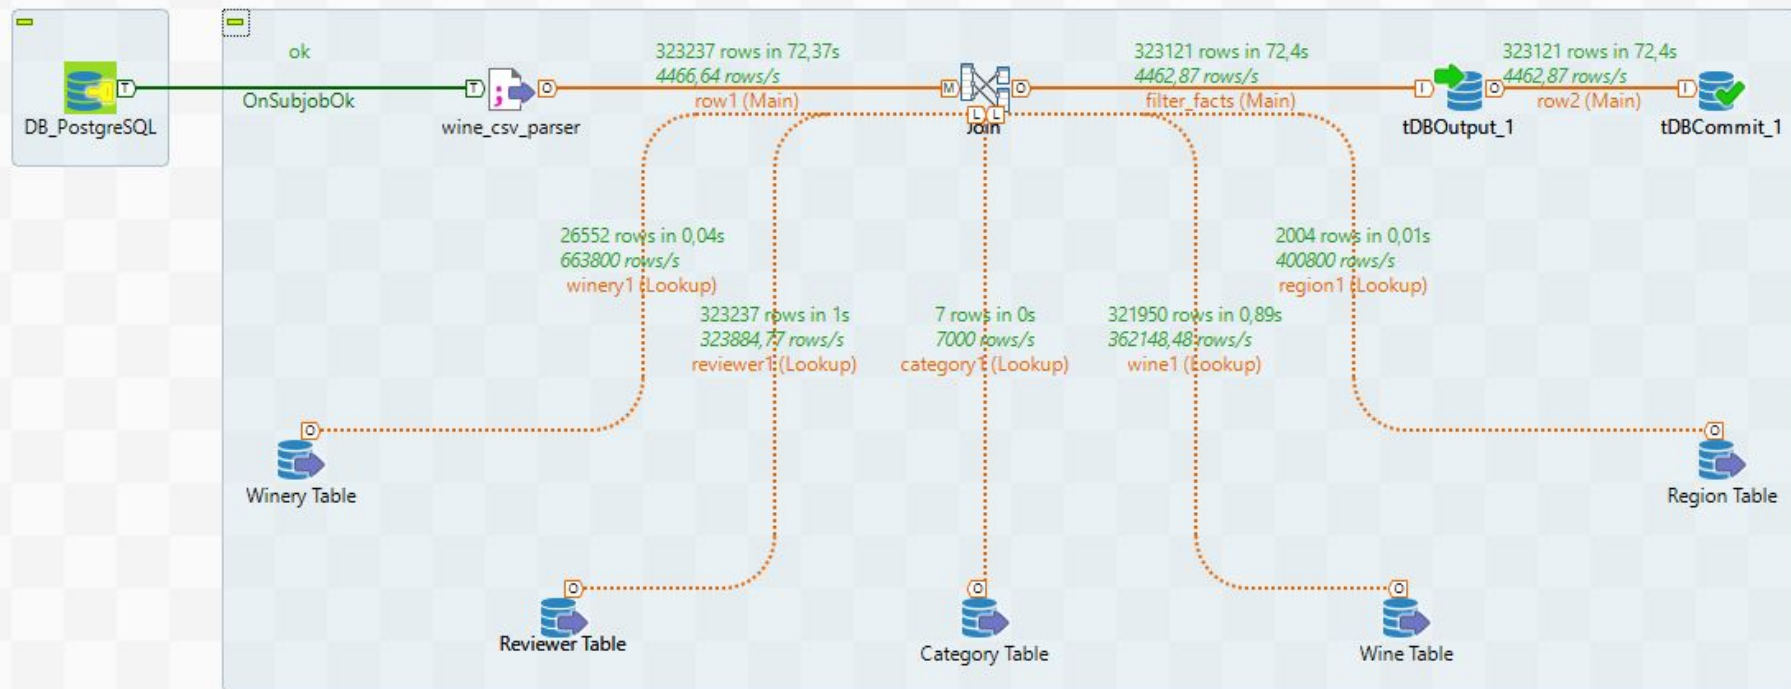 ok
OnSubjobOk
DB_PostgreSQL
T
T
wine_csv_parser
O
323237 rows in 72,37s
4466,64 rows/s
row1 (Main)
M
Join
O
L
L
323121 rows in 72,4s
4462,87 rows/s
filter_facts (Main)
I
tDBOutput_1
O
323121 rows in 72,4s
4462,87 rows/s
row2 (Main)
I
tDBCommit_1
26552 rows in 0,04s
663800 rows/s
winery1 (Lookup)
2004 rows in 0,01s
400800 rows/s
region1 (Lookup)
323237 rows in 1s
323884,77 rows/s
reviewer1 (Lookup)
7 rows in 0s
7000 rows/s
category1 (Lookup)
321950 rows in 0,89s
362148,48 rows/s
wine1 (Lookup)
O
Winery Table
O
Region Table
O
Reviewer Table
O
Category Table
O
Wine Table